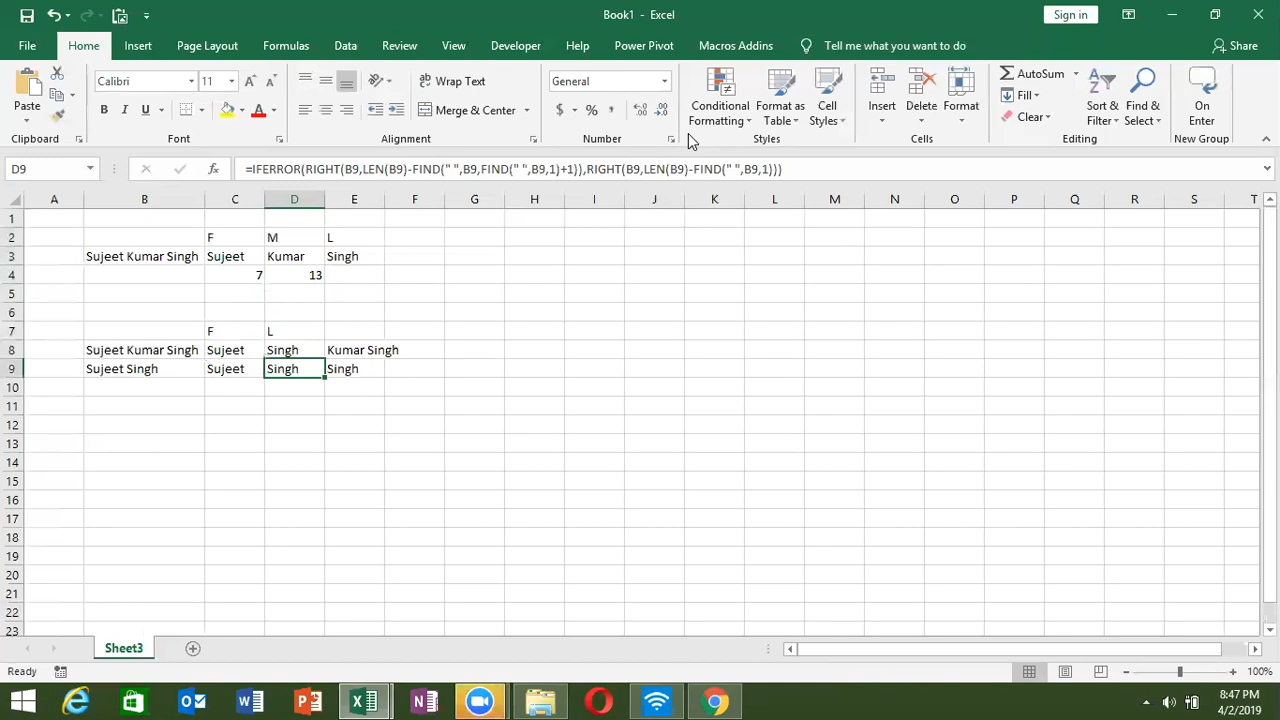 Book1 - Excel
Sign in
File Home Insert Page Layout Formulas Data Review View Developer Help Power Pivot Macros Addins Tell me what you want to do Share
Paste
Calibri 11
B I U
A A
Wrap Text
Merge & Center
General
$ % ,
Conditional Formatting
Format as Table
Cell Styles
Insert
Delete
Format
AutoSum
Fill
Clear
Sort & Filter
Find & Select
On Enter
Clipboard Font Alignment Number Styles Cells Editing New Group
D9 fx =IFERROR(RIGHT(B9,LEN(B9)-FIND(" ",B9,FIND(" ",B9,1)+1)),RIGHT(B9,LEN(B9)-FIND(" ",B9,1)))
A B C D E F G H I J K L M N O P Q R S T
1
2 F M L
3 Sujeet Kumar Singh Sujeet Kumar Singh
4 7 13
5
6
7 F L
8 Sujeet Kumar Singh Sujeet Singh Kumar Singh
9 Sujeet Singh Sujeet Singh Singh
10
11
12
13
14
15
16
17
18
19
20
21
22
23
Sheet3
Ready 100%
8:47 PM
4/2/2019